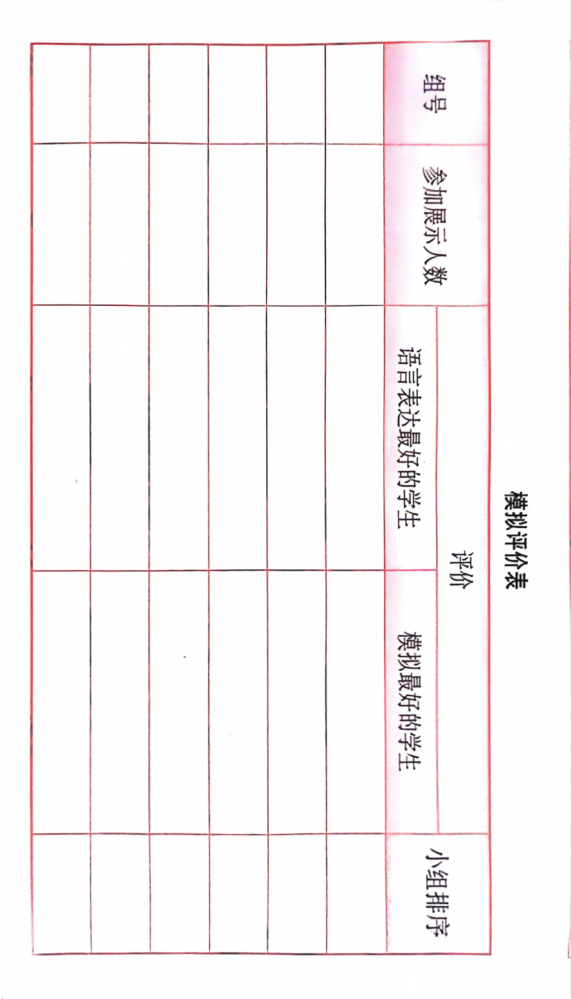 模拟评价表
组号
参加展示人数
评价
小组排序
语言表达最好的学生
模拟最好的学生